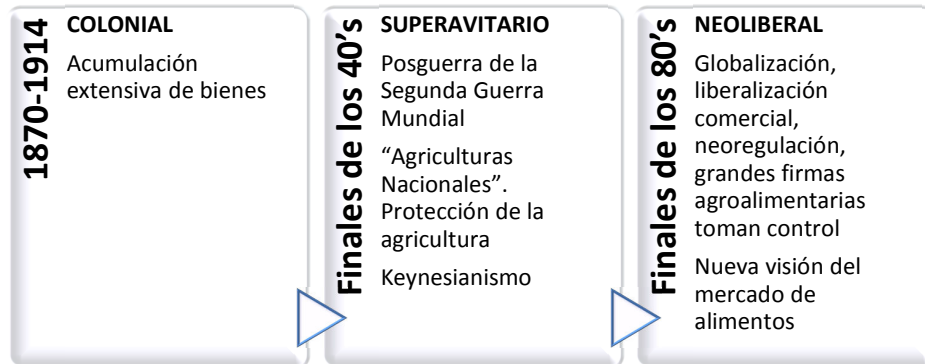 1870-1914
COLONIAL
Acumulación
extensiva de bienes
Finales de los 40’s
SUPERAVITARIO
Posguerra de la
Segunda Guerra
Mundial
“Agriculturas
Nacionales”.
Protección de la
agricultura
Keynesianismo
Finales de los 80’s
NEOLIBERAL
Globalización,
liberalización
comercial,
neoregulación,
grandes firmas
agroalimentarias
toman control
Nueva visión del
mercado de
alimentos